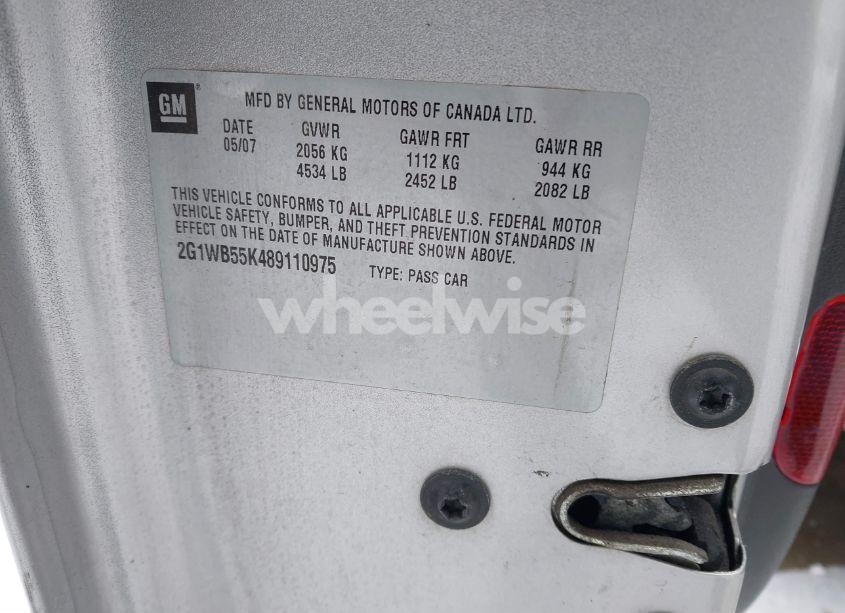 GM
MFD BY GENERAL MOTORS OF CANADA LTD.
DATE GVWR GAWR FRT GAWR RR
05/07 2056 KG 1112 KG 944 KG
4534 LB 2452 LB 2082 LB
THIS VEHICLE CONFORMS TO ALL APPLICABLE U.S. FEDERAL MOTOR
VEHICLE SAFETY, BUMPER, AND THEFT PREVENTION STANDARDS IN
EFFECT ON THE DATE OF MANUFACTURE SHOWN ABOVE.
2G1WB55K489110975 TYPE: PASS CAR
wheelwise